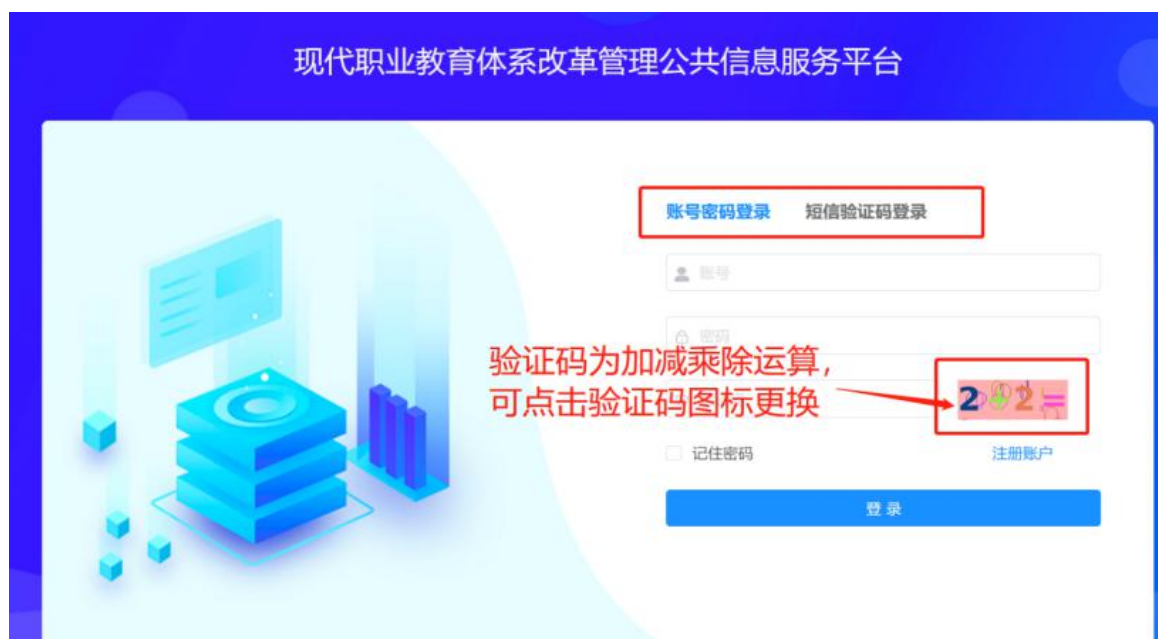 现代职业教育体系改革管理公共信息服务平台
账号密码登录 短信验证码登录
账号
密码
验证码为加减乘除运算，
可点击验证码图标更换
2+2=
记住密码 注册账户
登 录